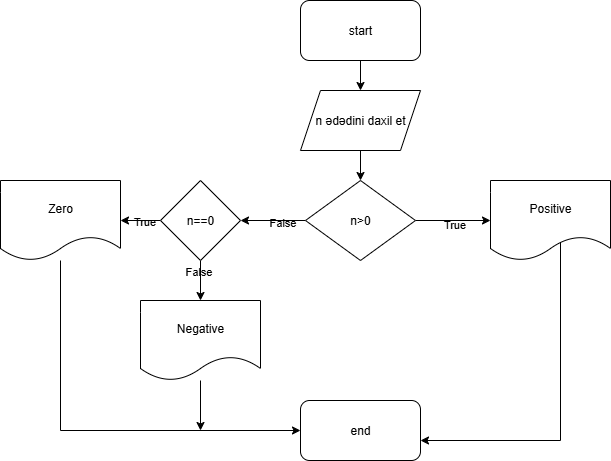 start
n ədədini daxil et
Zero
True
n==0
False
n>0
True
Positive
False
Negative
end